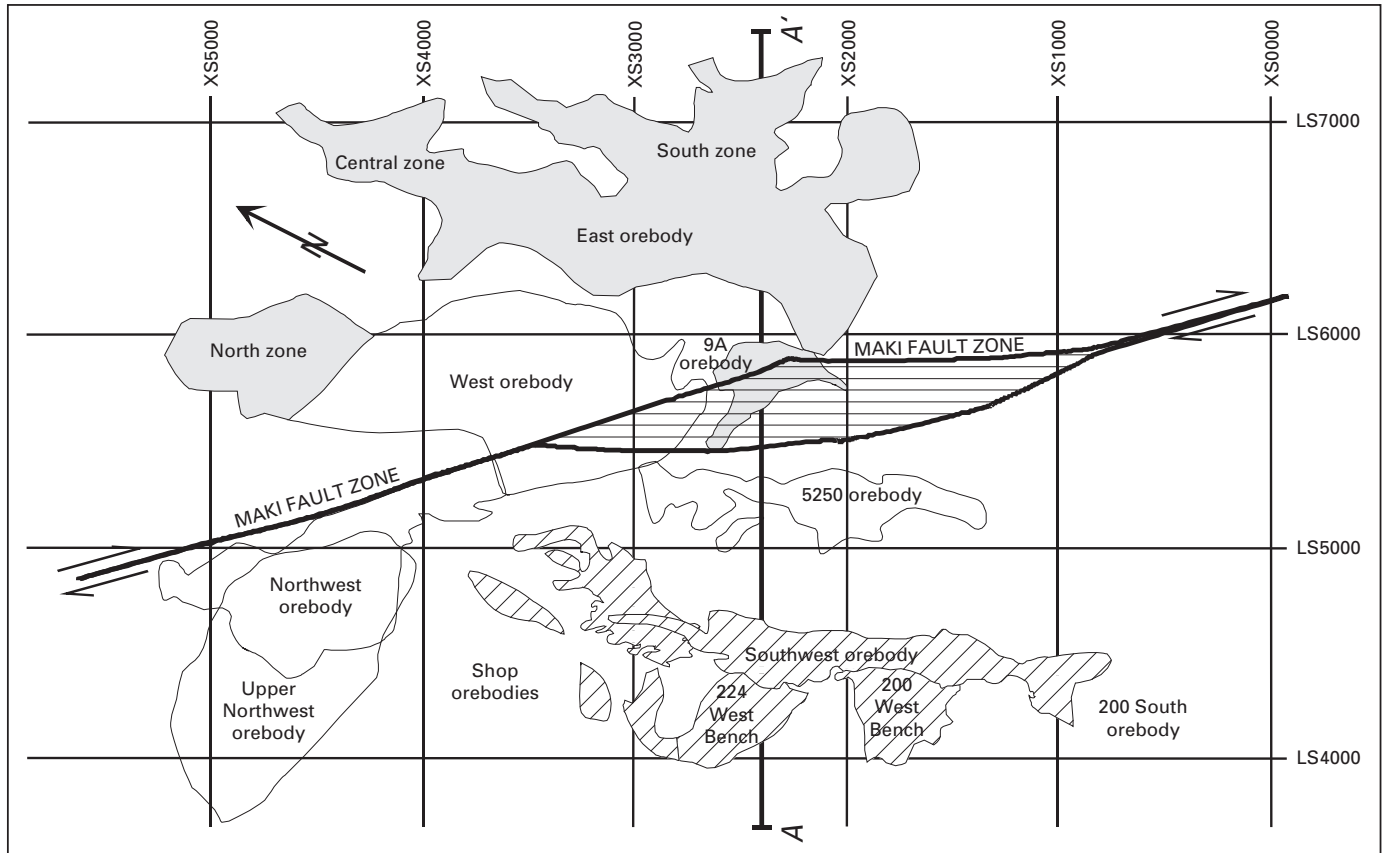 XS5000
XS4000
XS3000
A′
XS2000
XS1000
XS0000
LS7000
Central zone
South zone
East orebody
N
LS6000
North zone
9A
orebody
MAKI FAULT ZONE
West orebody
MAKI FAULT ZONE
5250 orebody
LS5000
Northwest
orebody
Southwest orebody
Shop
orebodies
Upper
Northwest
orebody
224
West
Bench
200
West
Bench
200 South
orebody
LS4000
A